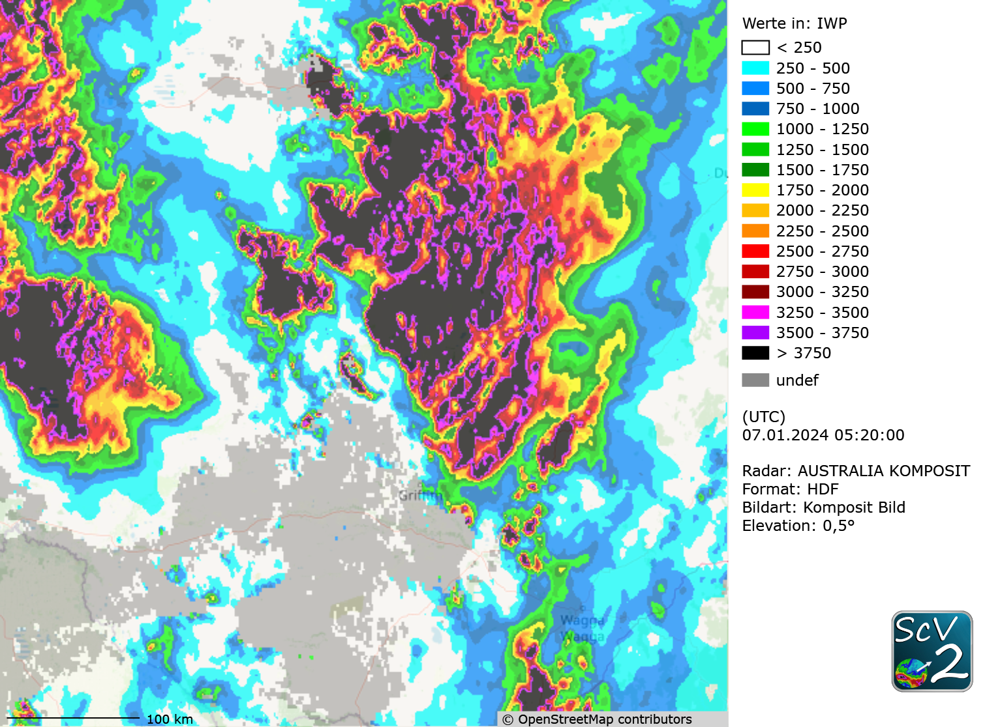 Werte in: IWP
< 250
250 - 500
500 - 750
750 - 1000
1000 - 1250
1250 - 1500
1500 - 1750
1750 - 2000
2000 - 2250
2250 - 2500
2500 - 2750
2750 - 3000
3000 - 3250
3250 - 3500
3500 - 3750
> 3750
undef
(UTC)
07.01.2024 05:20:00
Radar: AUSTRALIA KOMPOSIT
Format: HDF
Bildart: Komposit Bild
Elevation: 0,5°
Du
Griffith
Wagga
Wagga
ScV
2
100 km
© OpenStreetMap contributors